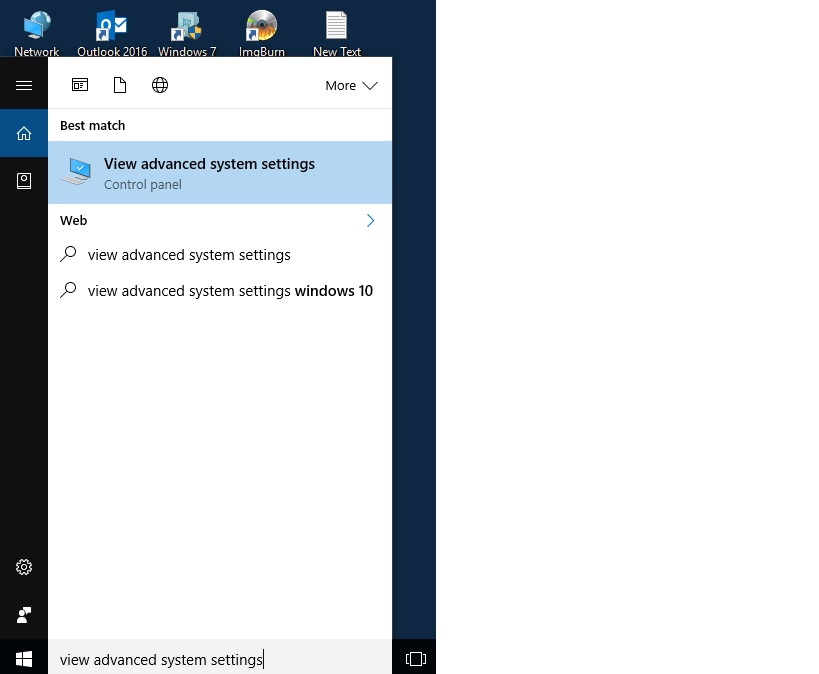 Network
Outlook 2016
Windows 7
ImgBurn
New Text
More
Best match
View advanced system settings
Control panel
Web
view advanced system settings
view advanced system settings windows 10
view advanced system settings